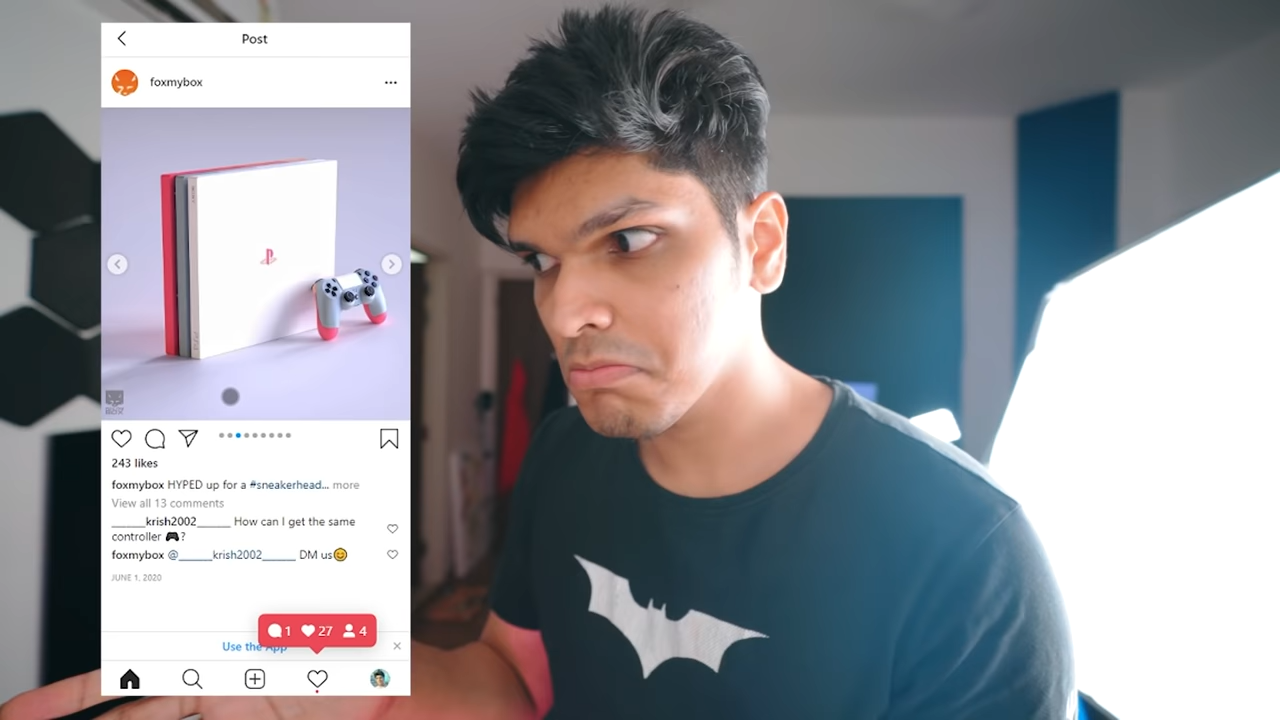 Post
foxmybox
BOX
243 likes
foxmybox HYPED up for a #sneakerhead... more
View all 13 comments
______krish2002______ How can I get the same
controller 🎮?
foxmybox @______krish2002______ DM us😊
JUNE 1, 2020
1 27 4
Use the App